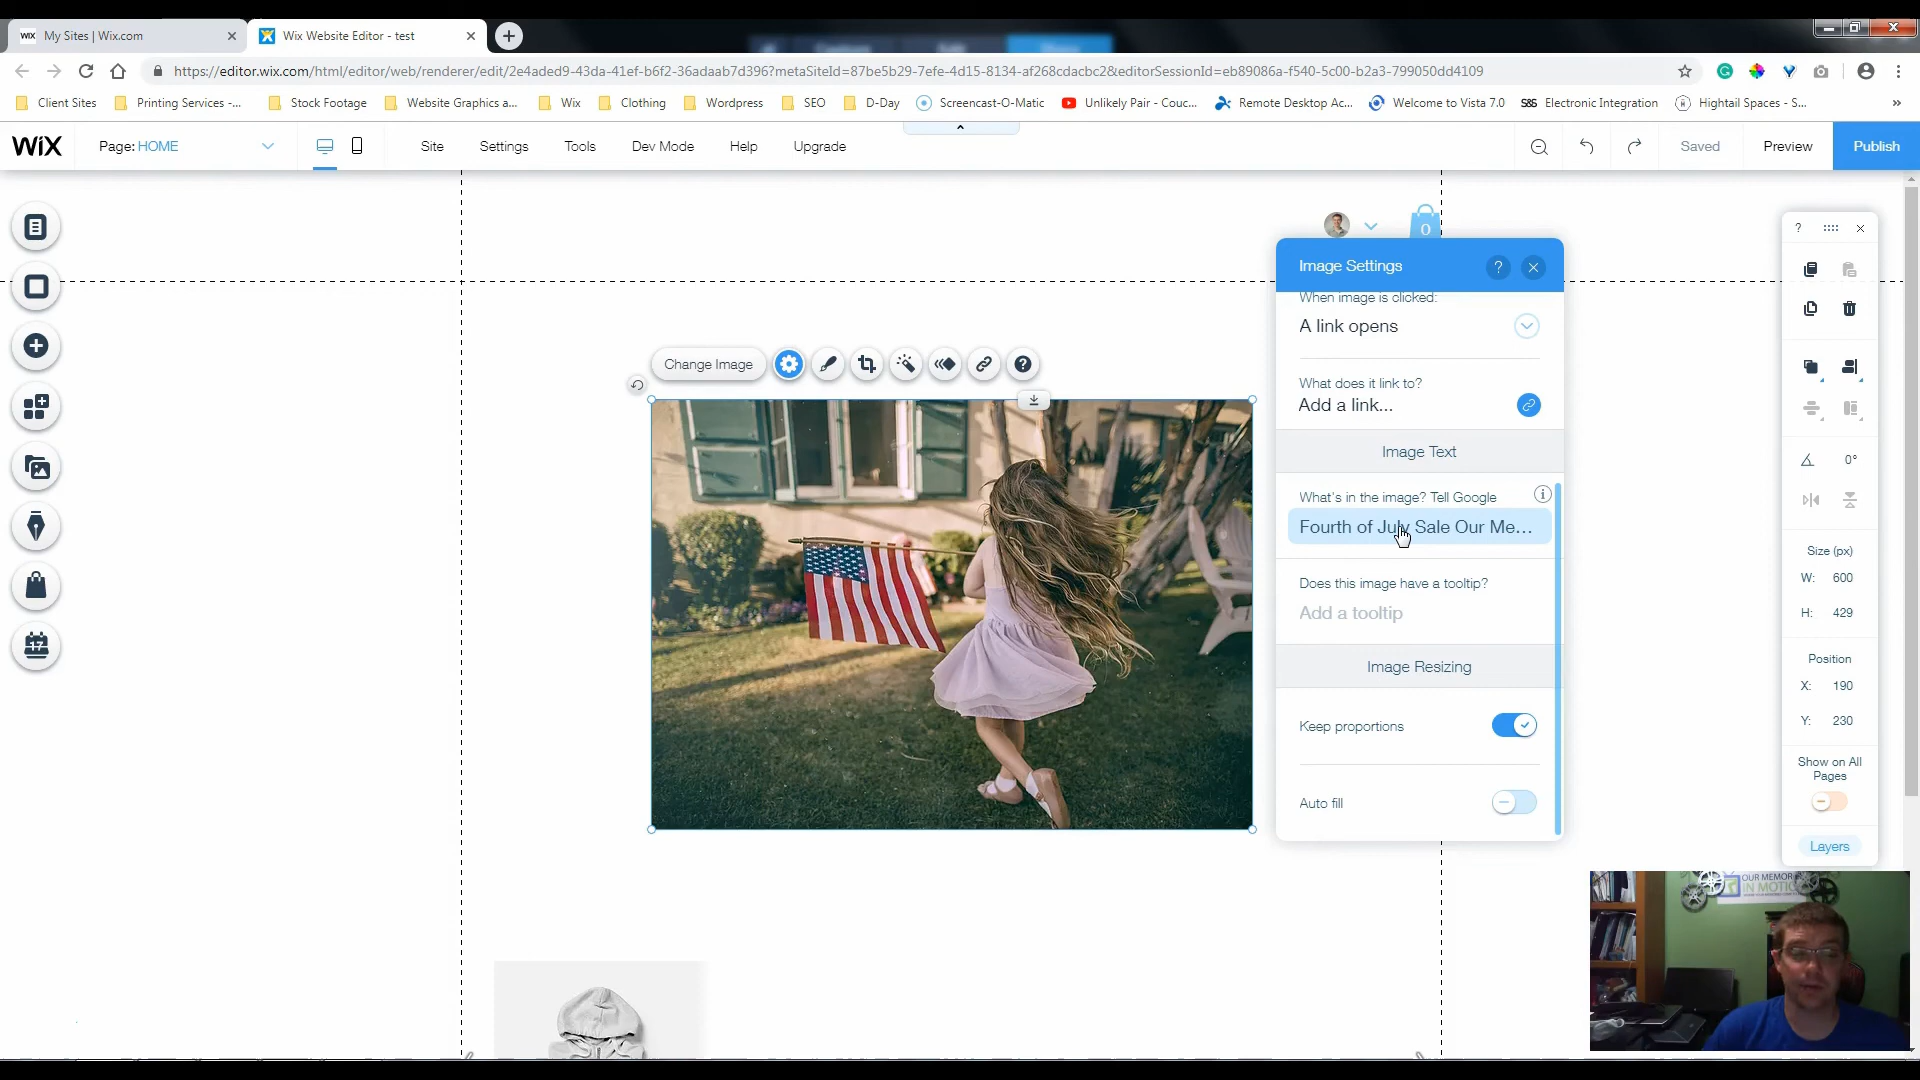 WiX My Sites | Wix.com
Wix Website Editor - test
https://editor.wix.com/html/editor/web/renderer/edit/2e4aded9-43da-41ef-b6f2-36adaab7d396?metaSiteId=87be5b29-7efe-4d15-8134-af268cdacbc2&editorSessionId=eb89086a-f540-5c00-b2a3-799050dd4109
Client Sites
Printing Services -...
Stock Footage
Website Graphics a...
Wix
Clothing
Wordpress
SEO
D-Day
Screencast-O-Matic
Unlikely Pair - Couc...
Remote Desktop Ac...
Welcome to Vista 7.0
S&S Electronic Integration
Hightail Spaces - S...
»
WiX
Page: HOME
Site
Settings
Tools
Dev Mode
Help
Upgrade
Saved
Preview
Publish
0
Image Settings
?
When image is clicked:
A link opens
What does it link to?
Add a link...
Image Text
What's in the image? Tell Google
i
Fourth of July Sale Our Me...
Does this image have a tooltip?
Add a tooltip
Image Resizing
Keep proportions
Auto fill
Change Image
?
?
0°
Size (px)
W: 600
H: 429
Position
X: 190
Y: 230
Show on All
Pages
Layers
17
OUR MEMOR
IN MOTIO